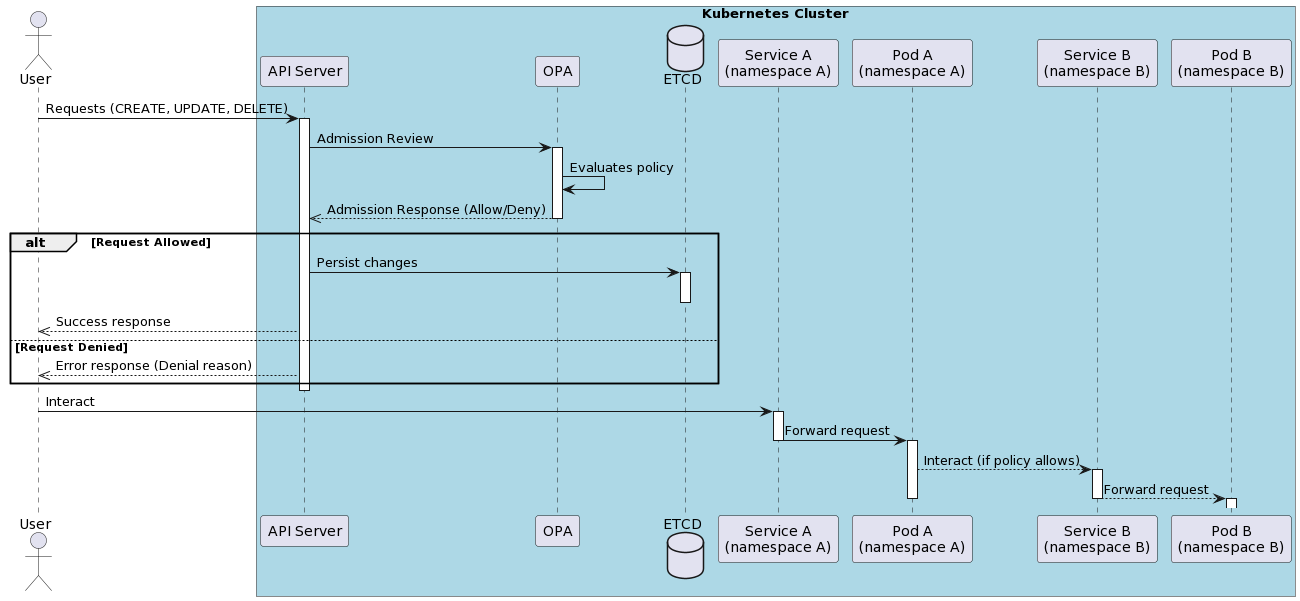 Kubernetes Cluster
User
API Server
OPA
ETCD
Service A
(namespace A)
Pod A
(namespace A)
Service B
(namespace B)
Pod B
(namespace B)
Requests (CREATE, UPDATE, DELETE)
Admission Review
Evaluates policy
Admission Response (Allow/Deny)
alt
[Request Allowed]
Persist changes
Success response
[Request Denied]
Error response (Denial reason)
Interact
Forward request
Interact (if policy allows)
Forward request
User
API Server
OPA
ETCD
Service A
(namespace A)
Pod A
(namespace A)
Service B
(namespace B)
Pod B
(namespace B)